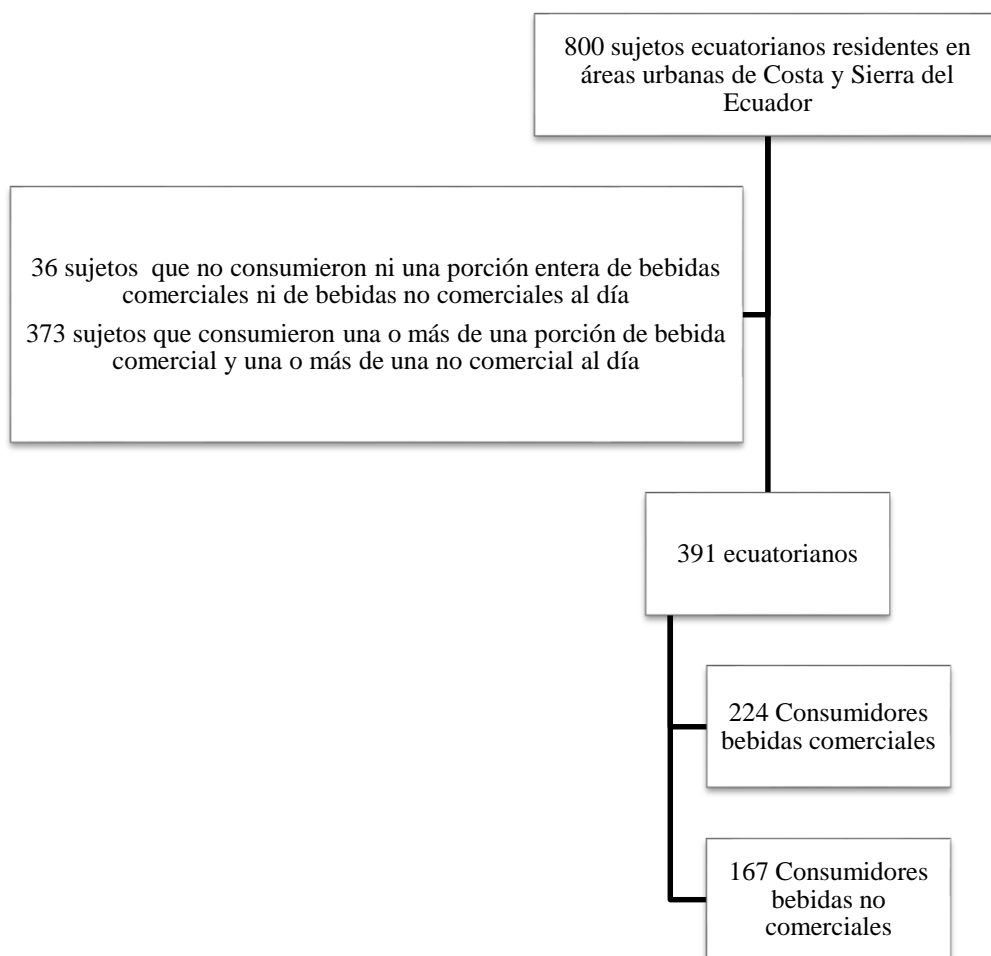 800 sujetos ecuatorianos residentes en
áreas urbanas de Costa y Sierra del
Ecuador
36 sujetos que no consumieron ni una porción entera de bebidas
comerciales ni de bebidas no comerciales al día
373 sujetos que consumieron una o más de una porción de bebida
comercial y una o más de una no comercial al día
391 ecuatorianos
224 Consumidores
bebidas comerciales
167 Consumidores
bebidas no
comerciales